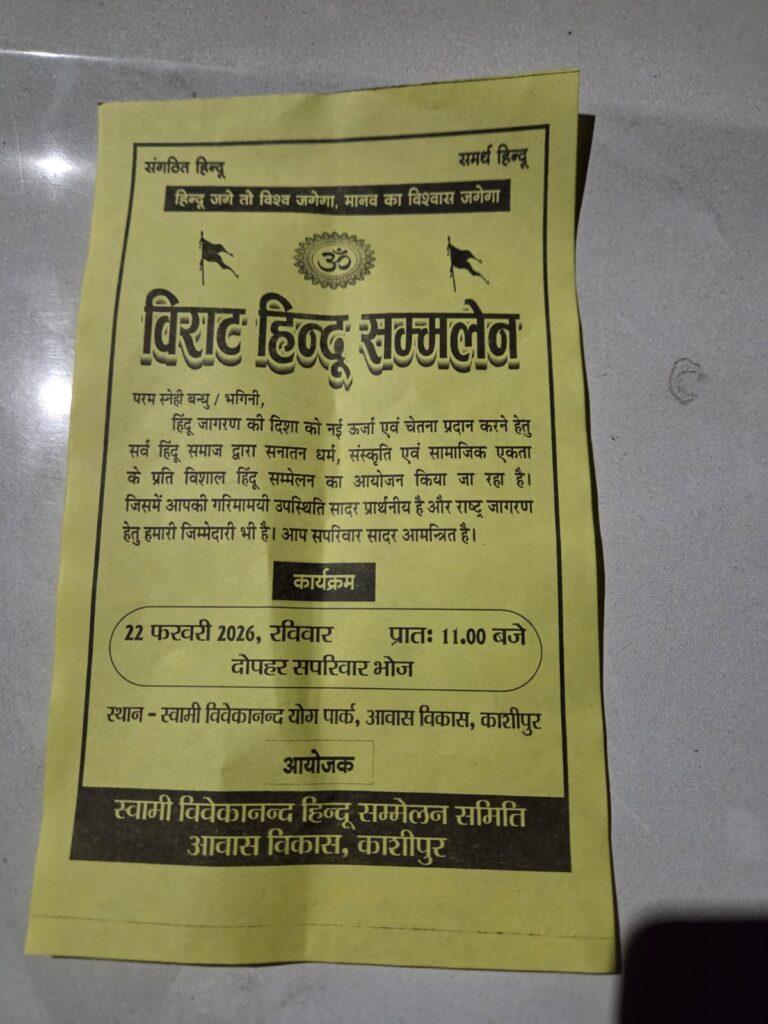 संगठित हिन्दू समर्थ हिन्दू
हिन्दू जगे तो विश्व जगेगा, मानव का विश्वास जगेगा
ॐ
विराट हिन्दू सम्मलेन
परम स्नेही बन्धु / भगिनी,
हिंदू जागरण की दिशा को नई ऊर्जा एवं चेतना प्रदान करने हेतु
सर्व हिंदू समाज द्वारा सनातन धर्म, संस्कृति एवं सामाजिक एकता
के प्रति विशाल हिंदू सम्मेलन का आयोजन किया जा रहा है।
जिसमें आपकी गरिमामयी उपस्थिति सादर प्रार्थनीय है और राष्ट्र जागरण
हेतु हमारी जिम्मेदारी भी है। आप सपरिवार सादर आमन्त्रित है।
कार्यक्रम
22 फरवरी 2026, रविवार प्रातः 11.00 बजे
दोपहर सपरिवार भोज
स्थान - स्वामी विवेकानन्द योग पार्क, आवास विकास, काशीपुर
आयोजक
स्वामी विवेकानन्द हिन्दू सम्मेलन समिति
आवास विकास, काशीपुर